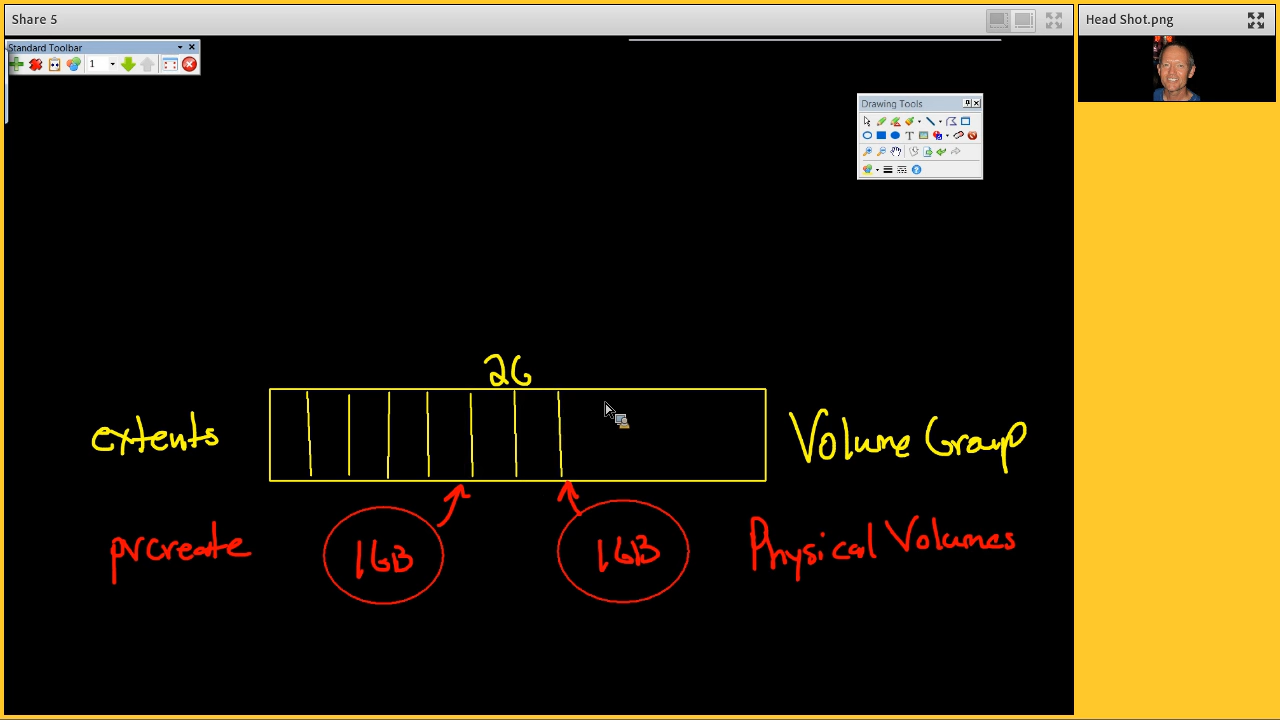 Share 5
Head Shot.png
Standard Toolbar
1
Drawing Tools
T
2G
extents
Volume Group
pvcreate
1GB
1GB
Physical Volumes